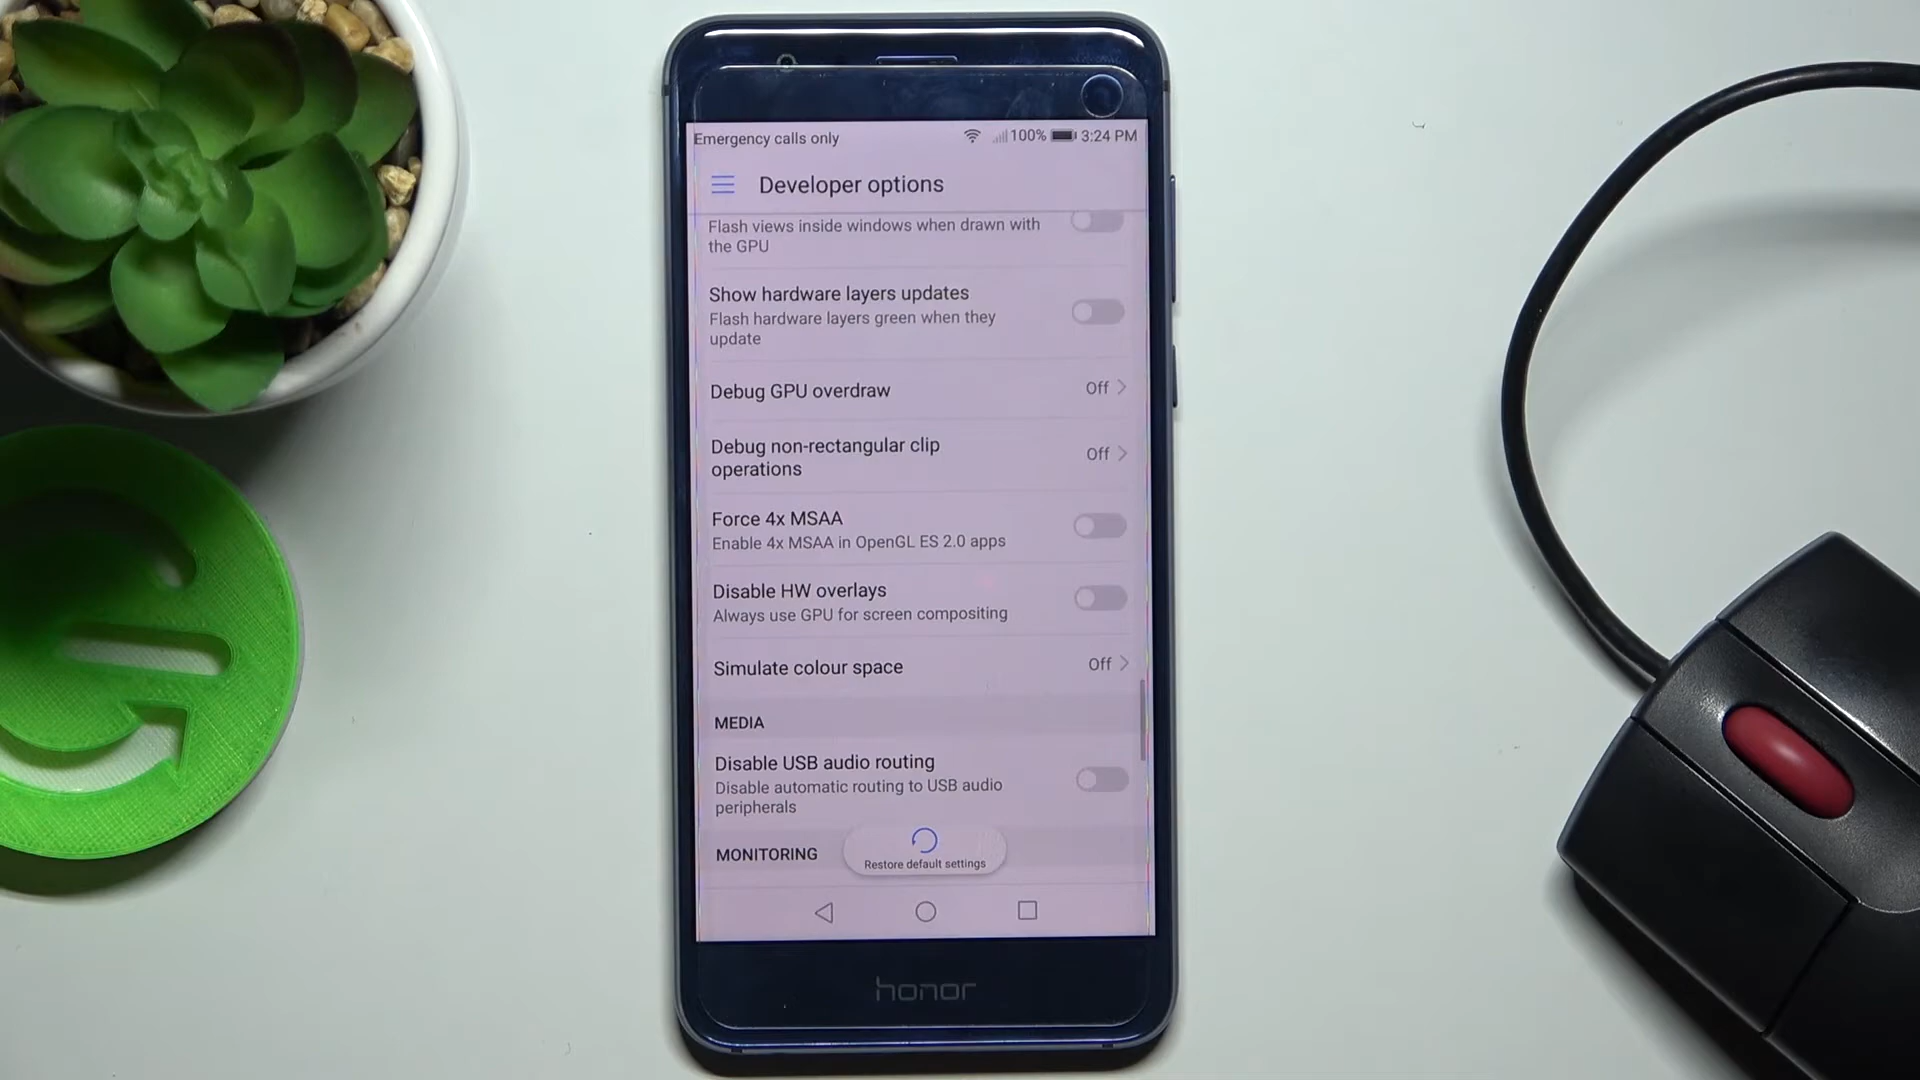 Emergency calls only 100% 3:24 PM
Developer options
Flash views inside windows when drawn with
the GPU
Show hardware layers updates
Flash hardware layers green when they
update
Debug GPU overdraw Off
Debug non-rectangular clip
operations
Off
Force 4x MSAA
Enable 4x MSAA in OpenGL ES 2.0 apps
Disable HW overlays
Always use GPU for screen compositing
Simulate colour space Off
MEDIA
Disable USB audio routing
Disable automatic routing to USB audio
peripherals
MONITORING
Restore default settings
honor